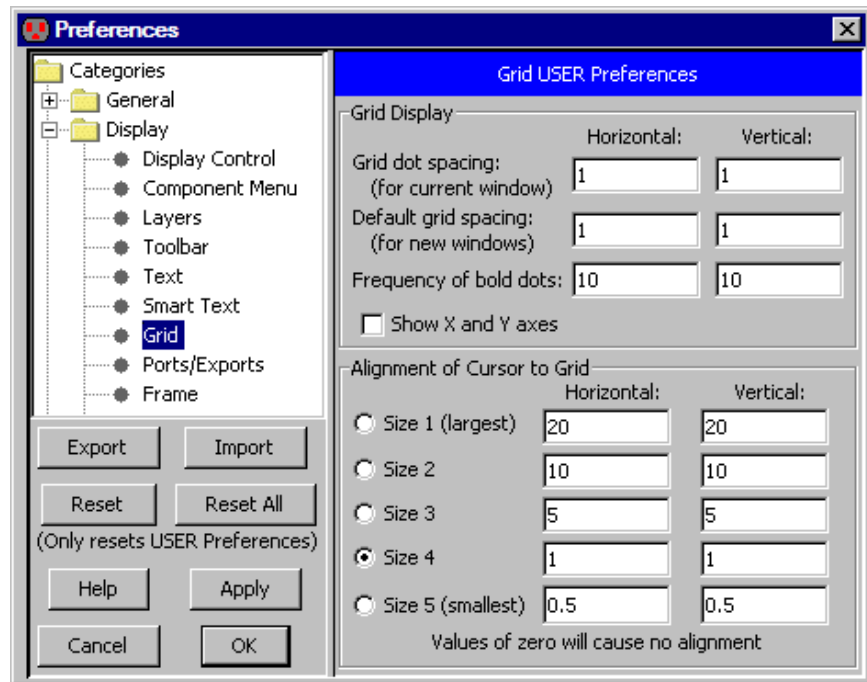 Preferences
Categories
General
Display
Display Control
Component Menu
Layers
Toolbar
Text
Smart Text
Grid
Ports/Exports
Frame
Export Import
Reset Reset All
(Only resets USER Preferences)
Help Apply
Cancel OK
Grid USER Preferences
Grid Display
Horizontal: Vertical:
Grid dot spacing:
(for current window) 1 1
Default grid spacing:
(for new windows) 1 1
Frequency of bold dots: 10 10
Show X and Y axes
Alignment of Cursor to Grid
Horizontal: Vertical:
Size 1 (largest) 20 20
Size 2 10 10
Size 3 5 5
Size 4 1 1
Size 5 (smallest) 0.5 0.5
Values of zero will cause no alignment